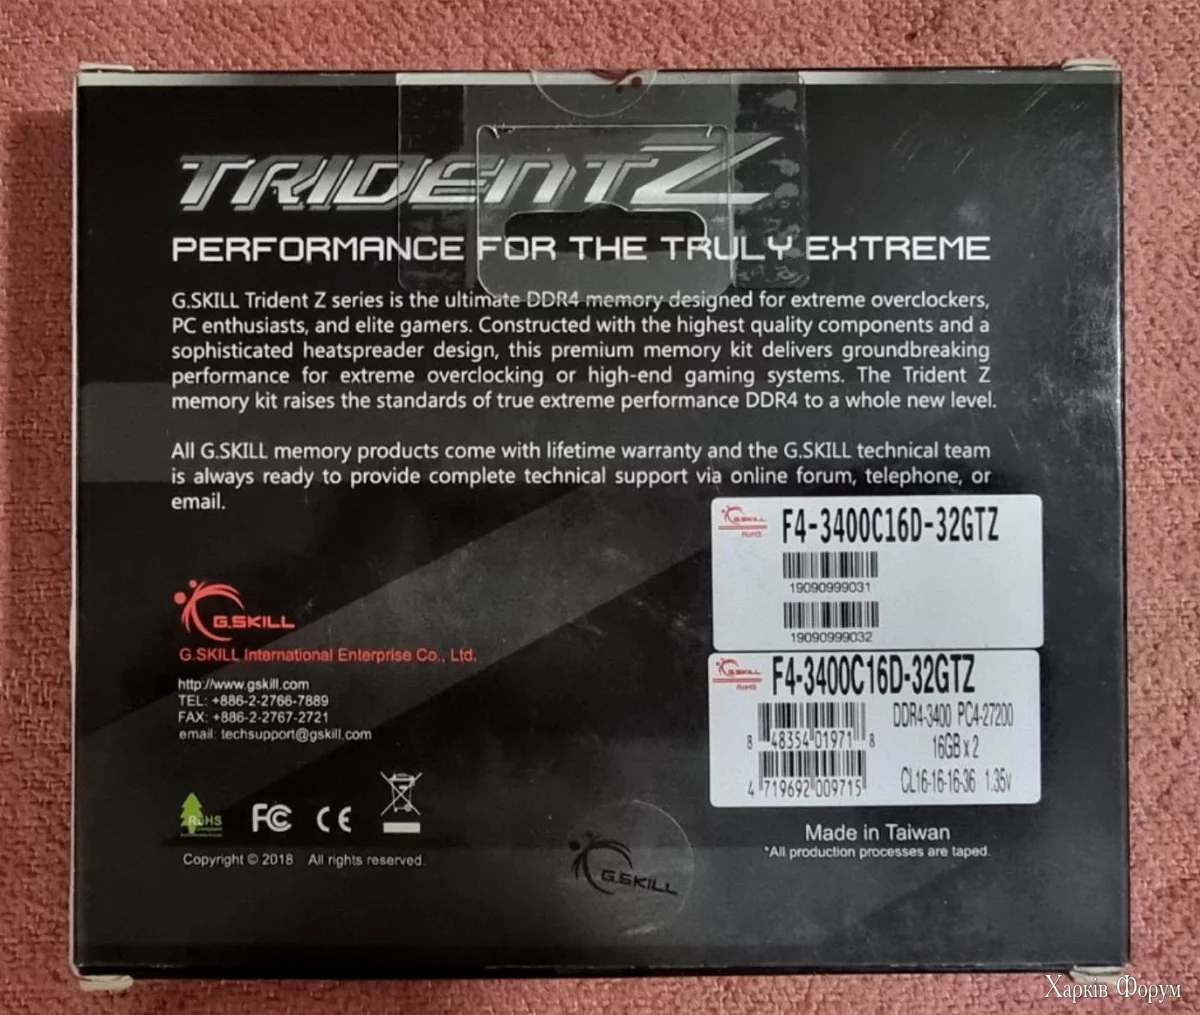 TRIDENTZ
PERFORMANCE FOR THE TRULY EXTREME
G.SKILL Trident Z series is the ultimate DDR4 memory designed for extreme overclockers,
PC enthusiasts, and elite gamers. Constructed with the highest quality components and a
sophisticated heatspreader design, this premium memory kit delivers groundbreaking
performance for extreme overclocking or high-end gaming systems. The Trident Z
memory kit raises the standards of true extreme performance DDR4 to a whole new level.
All G.SKILL memory products come with lifetime warranty and the G.SKILL technical team
is always ready to provide complete technical support via online forum, telephone, or
email.
G.SKILL
RoHS
F4-3400C16D-32GTZ
19090999031
19090999032
G.SKILL
RoHS
F4-3400C16D-32GTZ
DDR4-3400 PC4-27200
8 48354 01971 8
16GB x 2
4 719692 009715
CL16-16-16-36 1.35v
G.SKILL
G.SKILL International Enterprise Co., Ltd.
http://www.gskill.com
TEL: +886-2-2766-7889
FAX: +886-2-2767-2721
email: techsupport@gskill.com
RoHS
FC CE
Copyright © 2018 All rights reserved.
G.SKILL
Made in Taiwan
*All production processes are taped.
Харків Форум